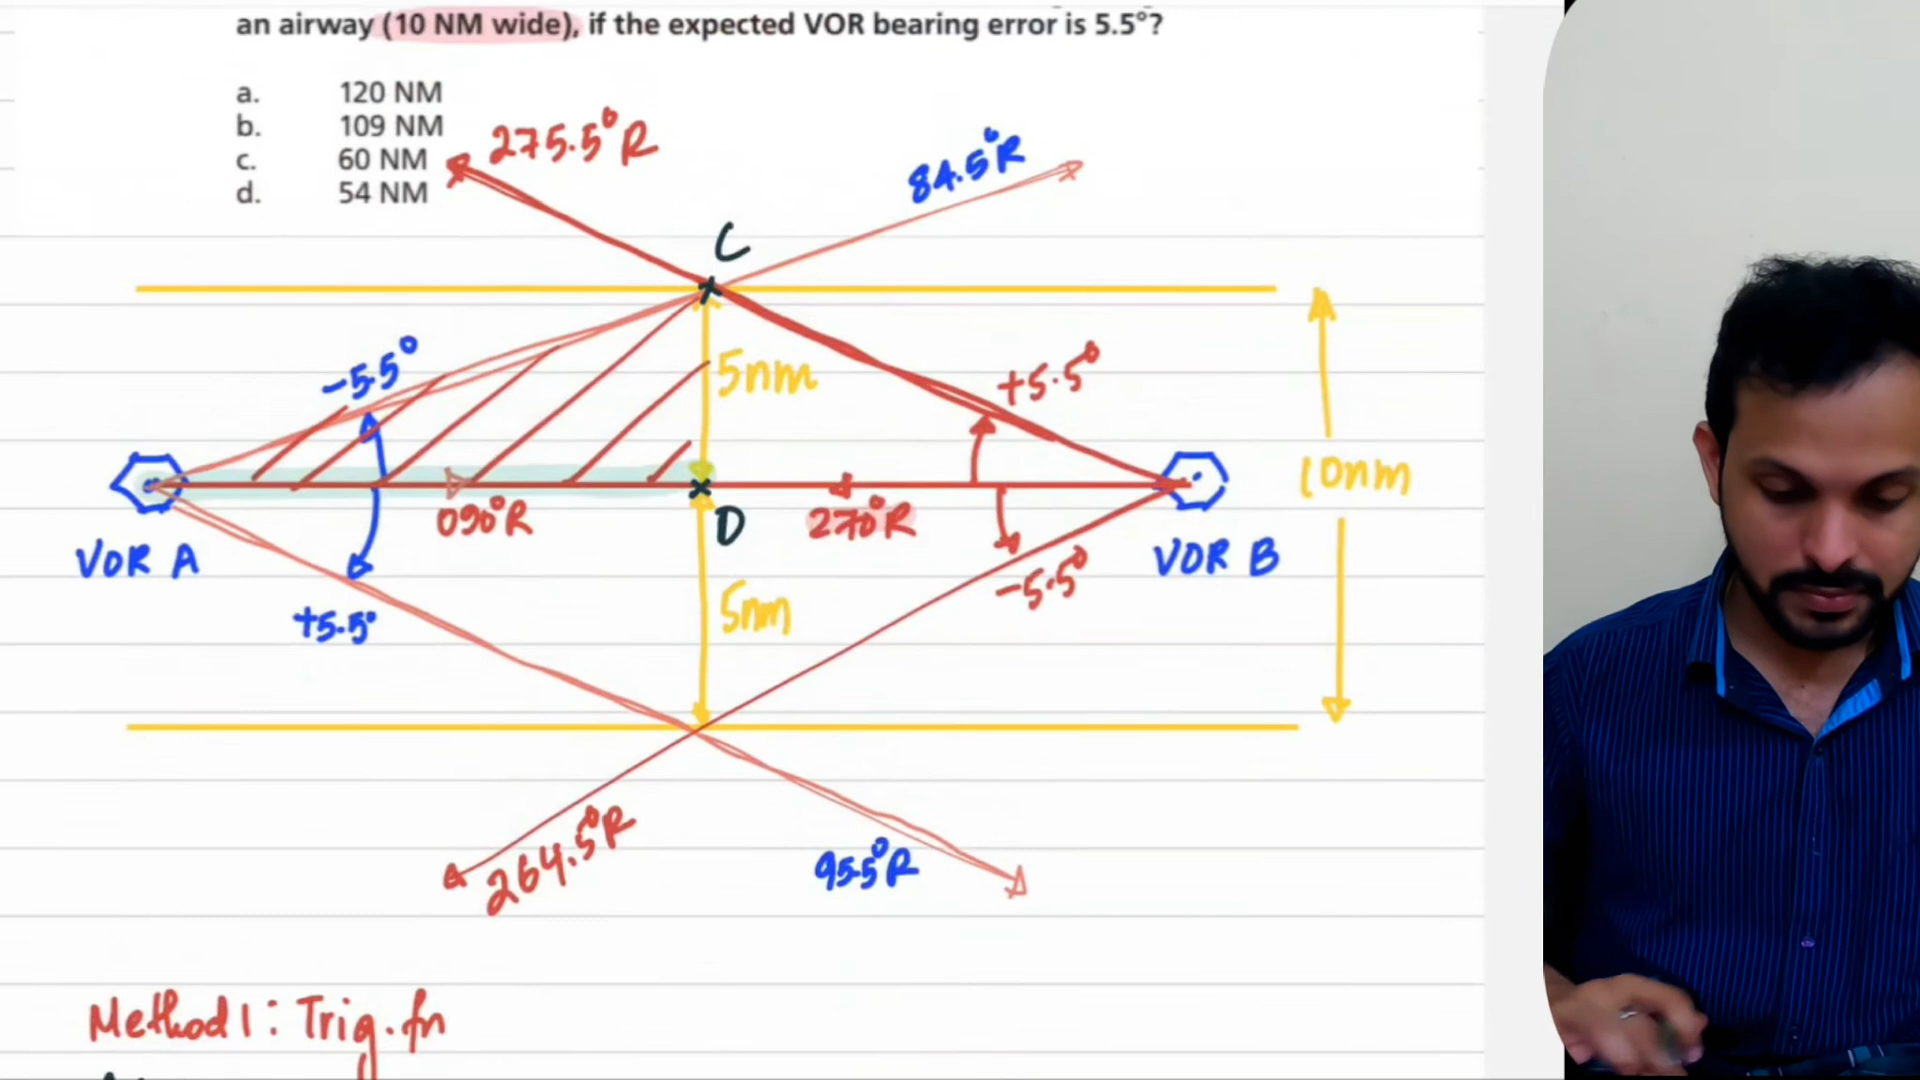 an airway (10 NM wide), if the expected VOR bearing error is 5.5°?
a. 120 NM
b. 109 NM
c. 60 NM
d. 54 NM
275.5°R
84.5°R
C
-5.5°
5nm
+5.5°
10nm
090°R
D
270°R
VOR A
VOR B
+5.5°
5nm
-5.5°
264.5°R
95.5°R
Method 1: Trig. fn